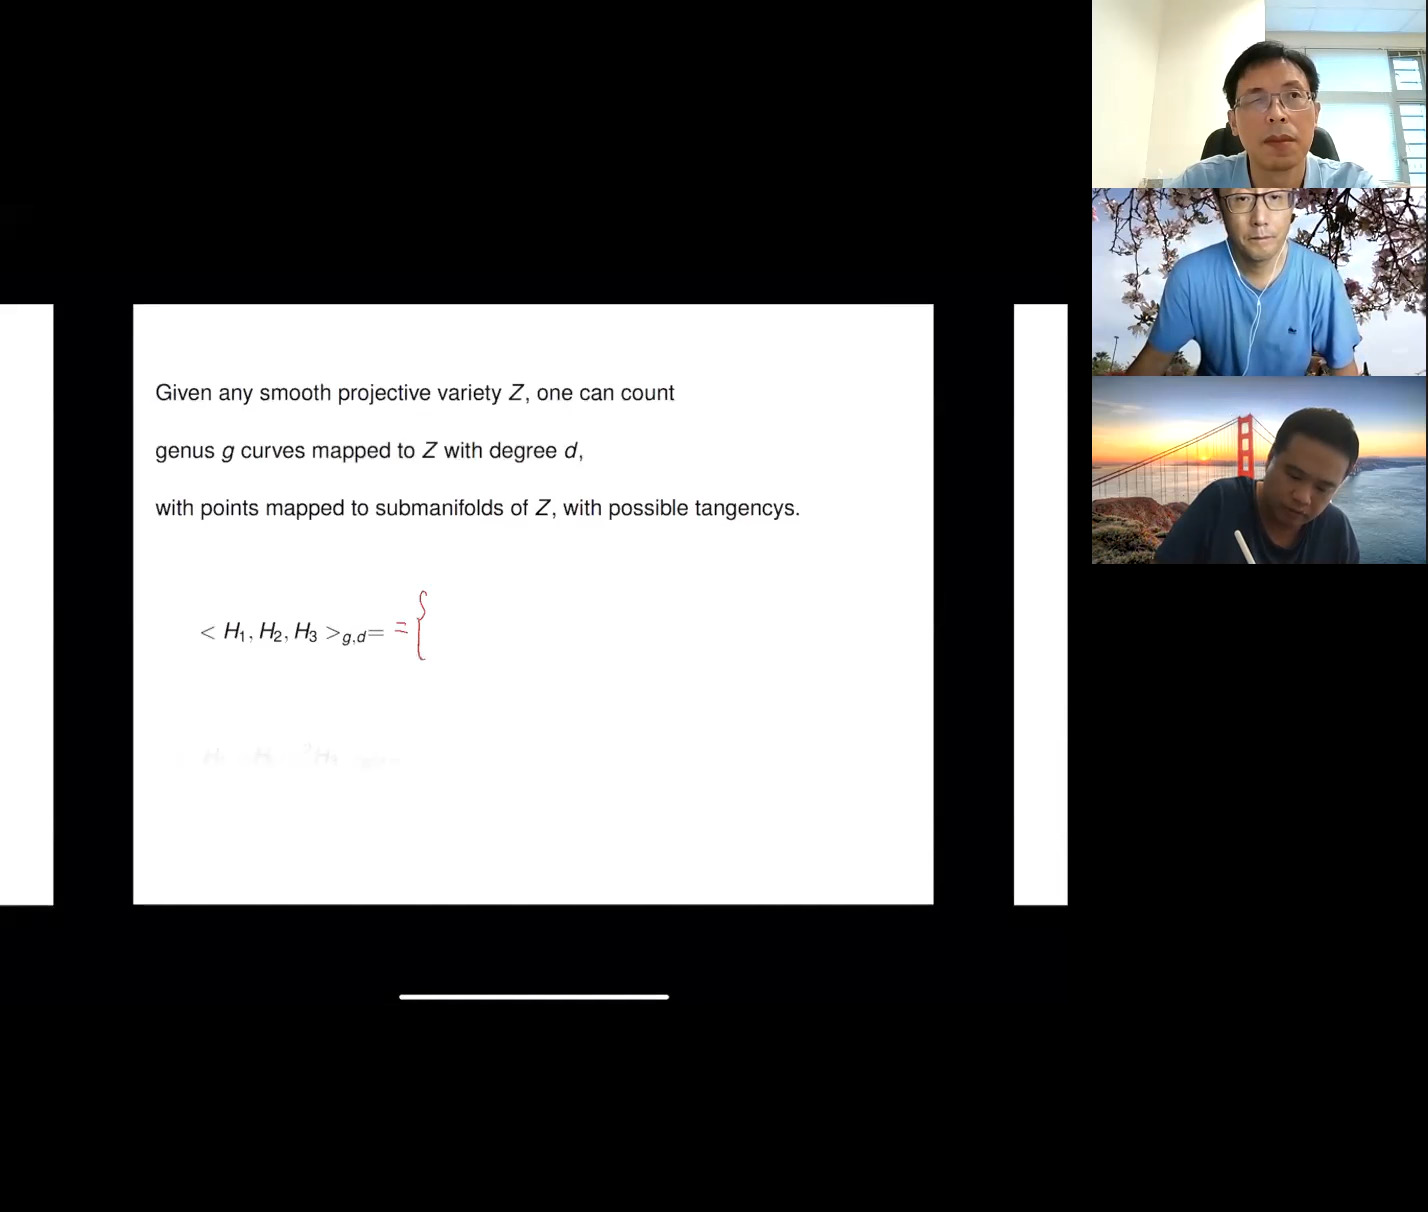 Given any smooth projective variety Z, one can count
genus g curves mapped to Z with degree d,
with points mapped to submanifolds of Z, with possible tangencys.
< H₁, H₂, H₃ >g,d= = {